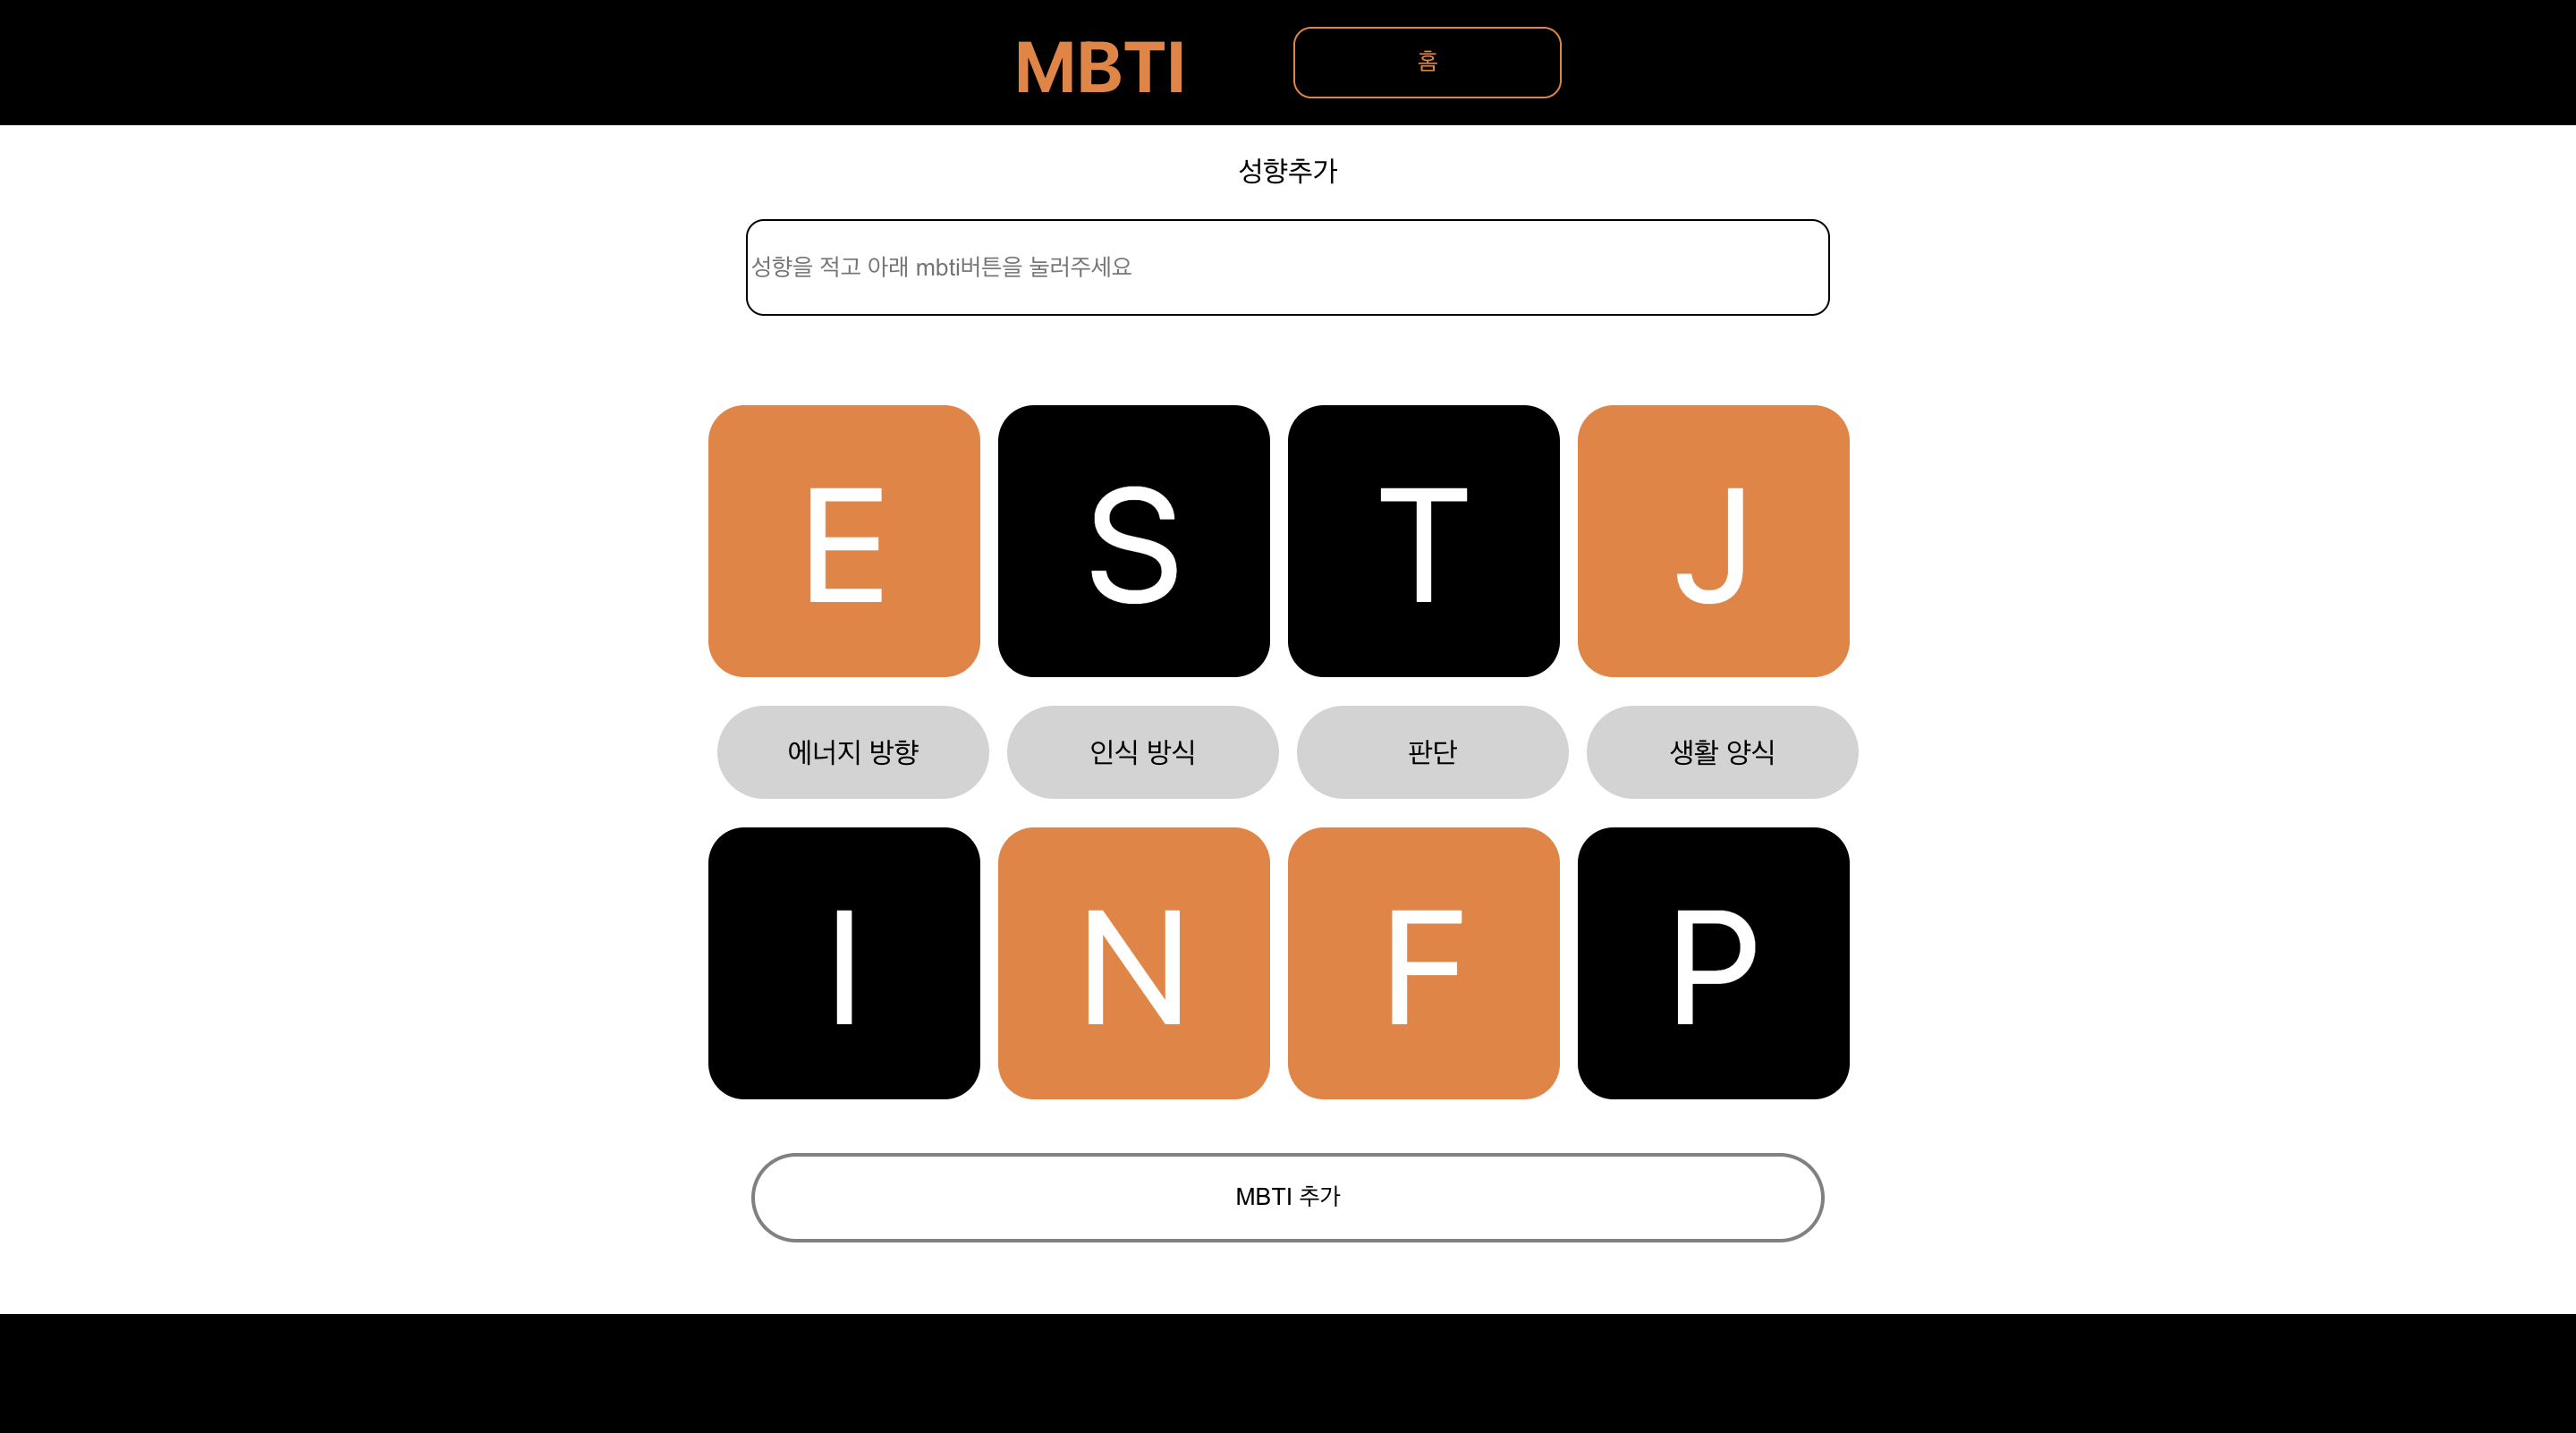 MBTI 홈
성향추가
성향을 적고 아래 mbti버튼을 눌러주세요
E S T J
에너지 방향 인식 방식 판단 생활 양식
I N F P
MBTI 추가